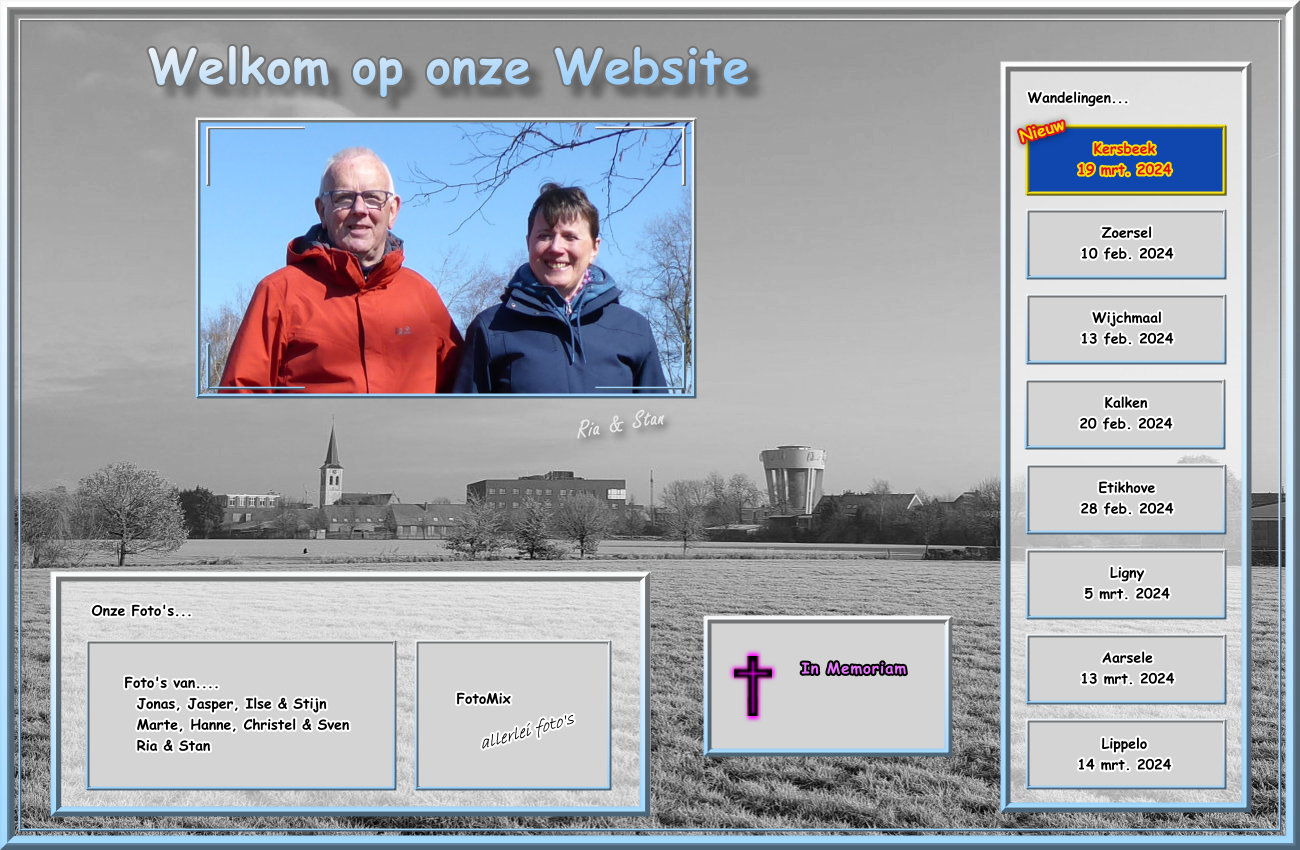 Welkom op onze Website
Ria & Stan
Wandelingen...
Nieuw
Kersbeek
19 mrt. 2024
Zoersel
10 feb. 2024
Wijchmaal
13 feb. 2024
Kalken
20 feb. 2024
Etikhove
28 feb. 2024
Ligny
5 mrt. 2024
Aarsele
13 mrt. 2024
Lippelo
14 mrt. 2024
Onze Foto's...
Foto's van....
Jonas, Jasper, Ilse & Stijn
Marte, Hanne, Christel & Sven
Ria & Stan
FotoMix
allerlei foto's
In Memoriam